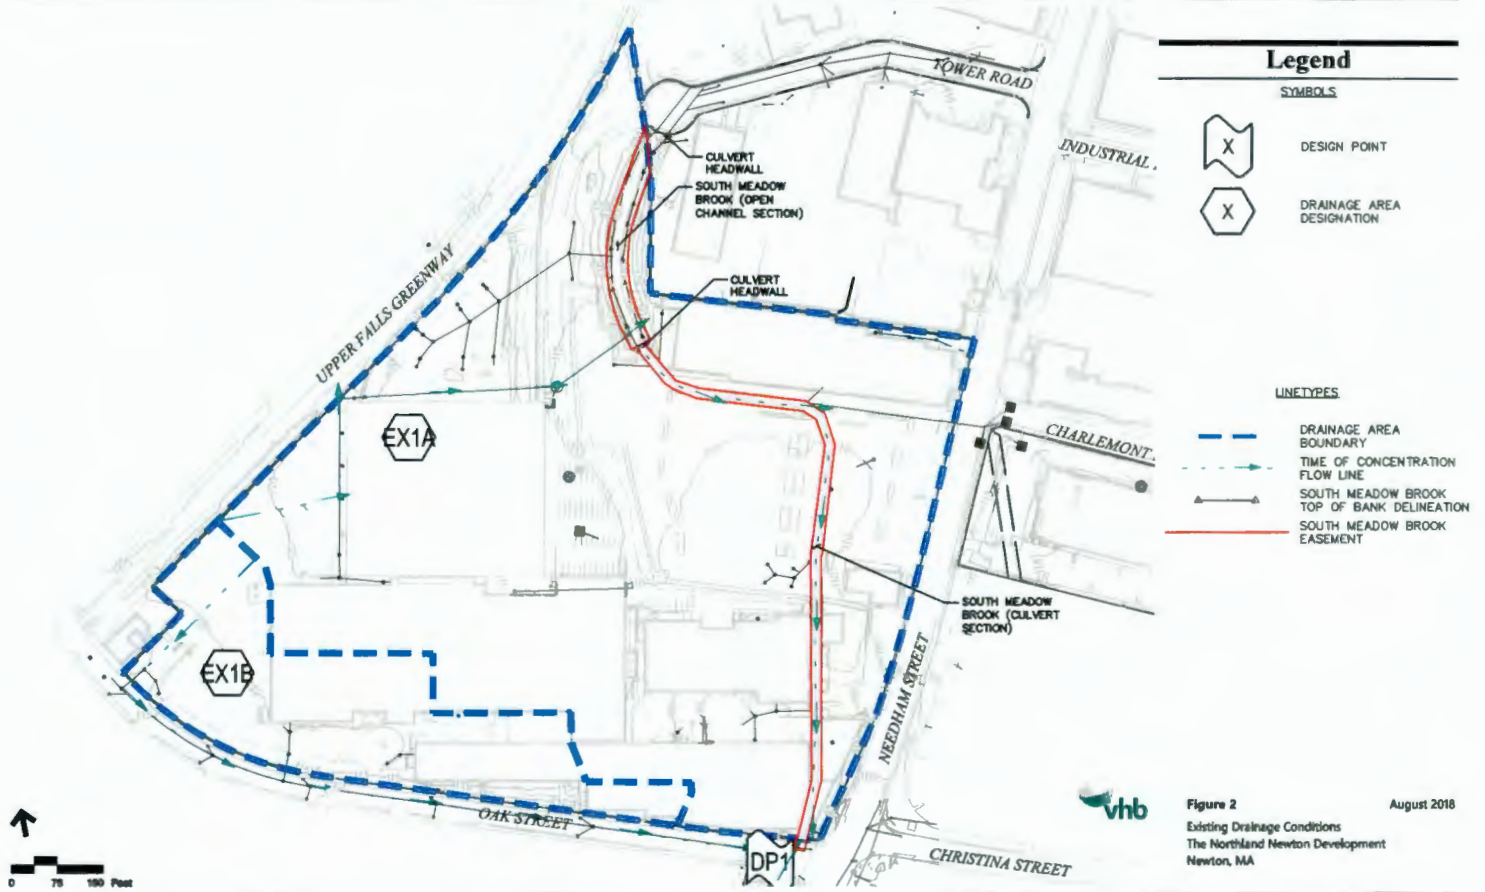 TOWER ROAD
INDUSTRIAL
CULVERT
HEADWALL
SOUTH MEADOW
BROOK (OPEN
CHANNEL SECTION)
CULVERT
HEADWALL
UPPER FALLS GREENWAY
EX1A
CHARLEMONT
SOUTH MEADOW
BROOK (CULVERT
SECTION)
EX1B
NEEDHAM STREET
OAK STREET
DP1
CHRISTINA STREET
0 75 150 Feet
Legend
SYMBOLS
X
DESIGN POINT
X
DRAINAGE AREA
DESIGNATION
LINETYPES
DRAINAGE AREA
BOUNDARY
TIME OF CONCENTRATION
FLOW LINE
SOUTH MEADOW BROOK
TOP OF BANK DELINEATION
SOUTH MEADOW BROOK
EASEMENT
vhb
Figure 2 August 2018
Existing Drainage Conditions
The Northland Newton Development
Newton, MA